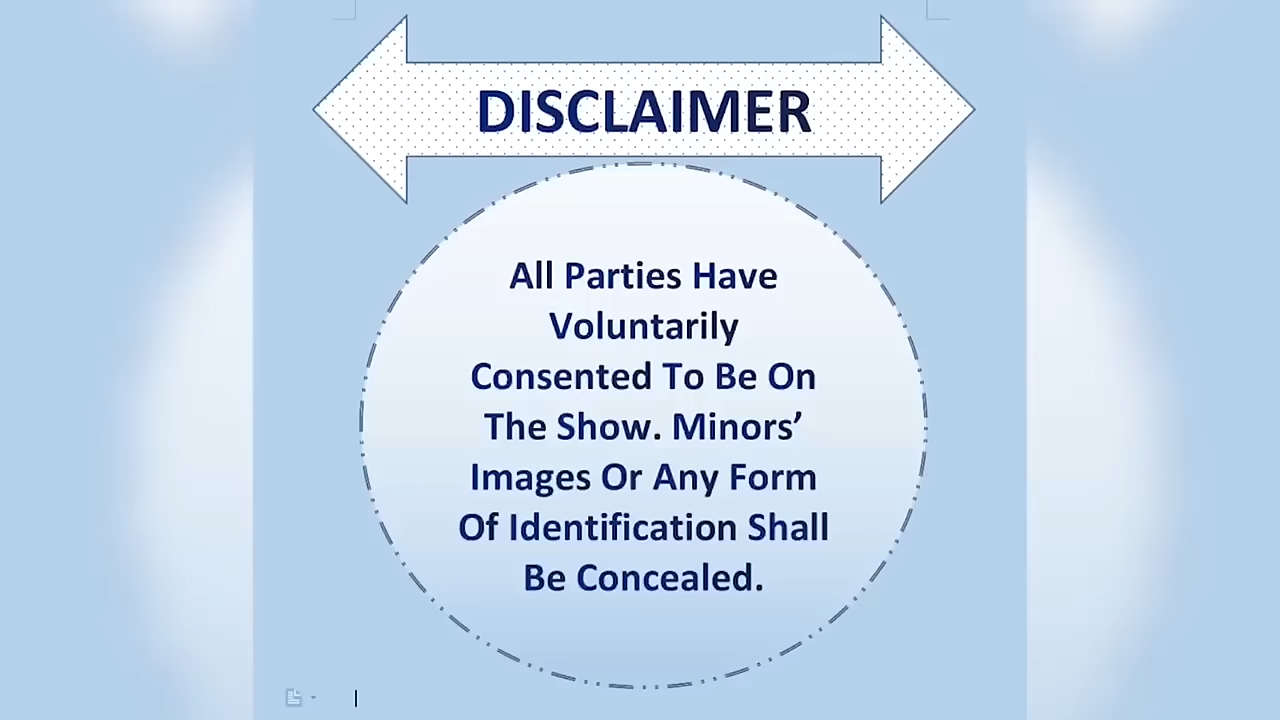 DISCLAIMER
All Parties Have
Voluntarily
Consented To Be On
The Show. Minors’
Images Or Any Form
Of Identification Shall
Be Concealed.